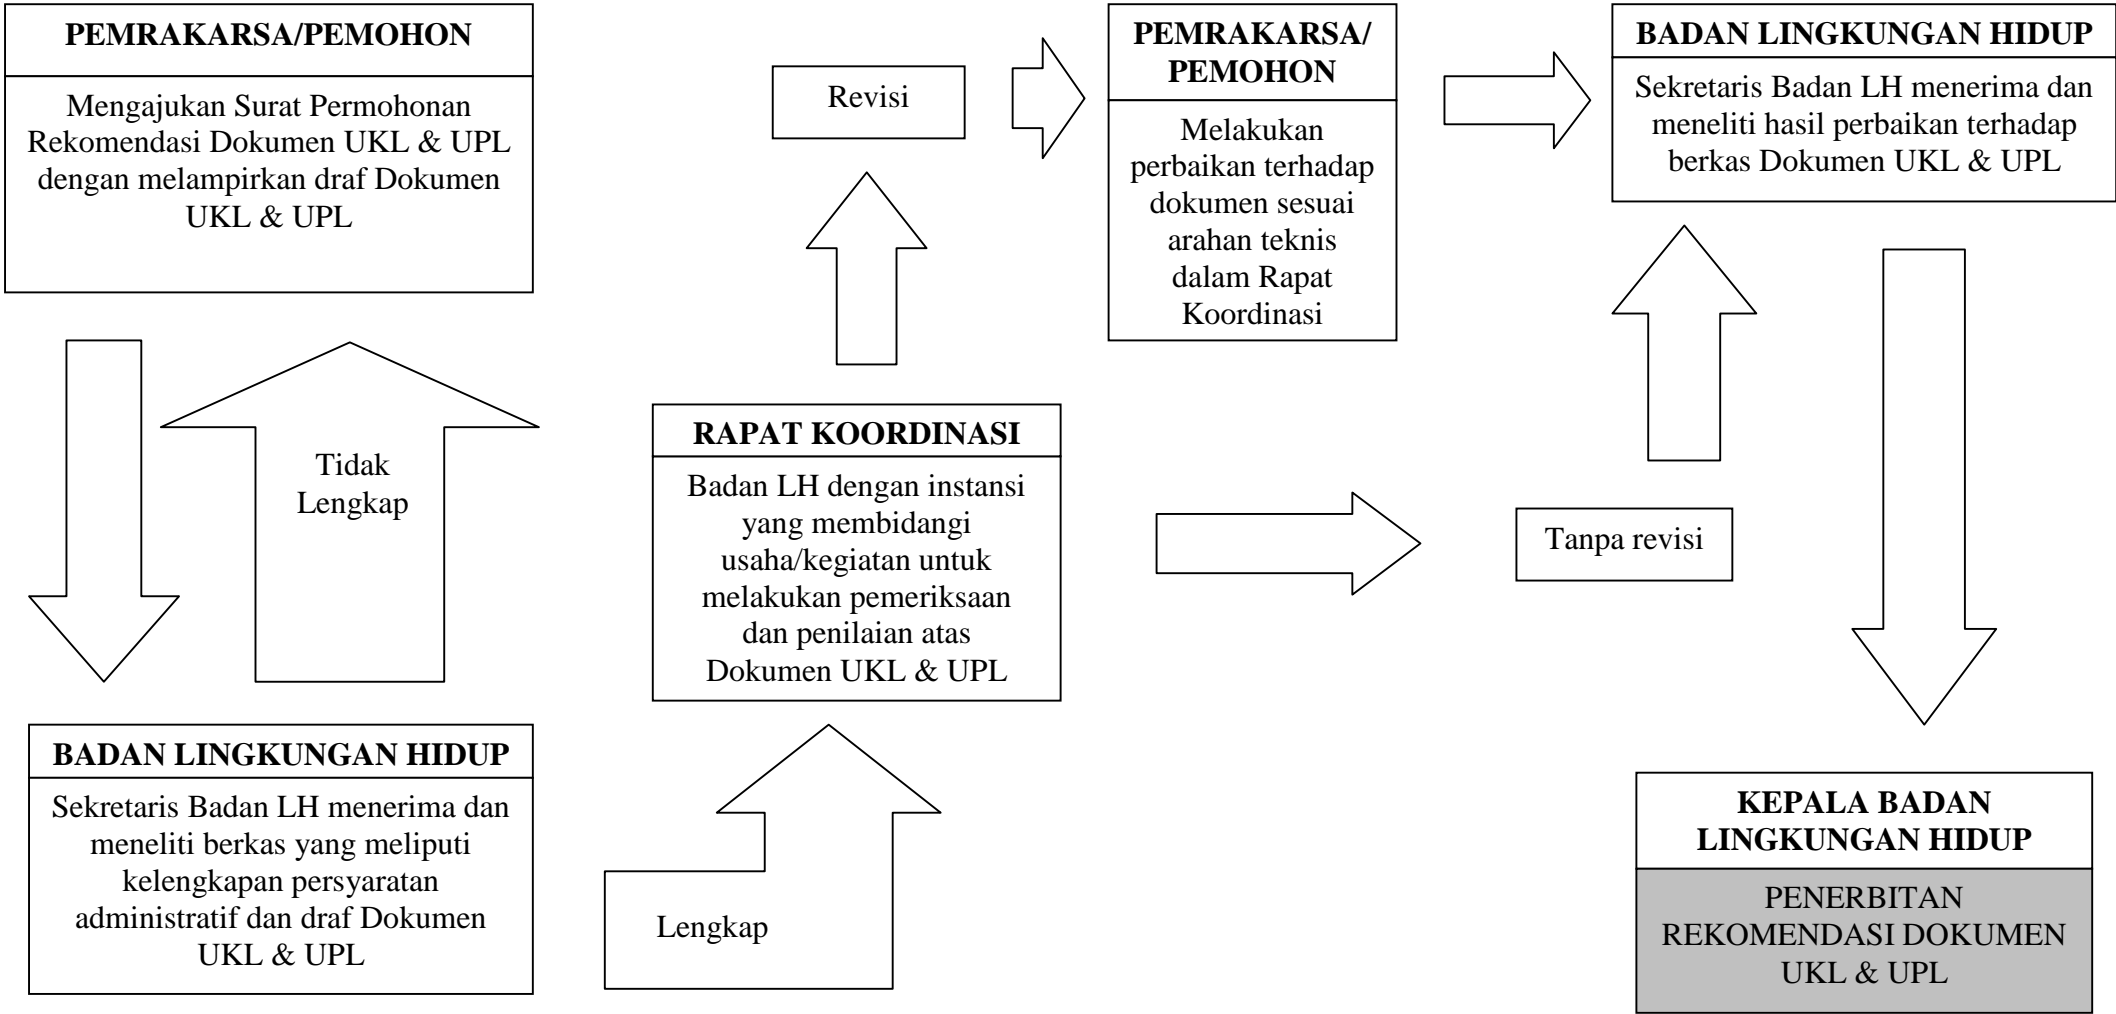 PEMRAKARSA/PEMOHON
Mengajukan Surat Permohonan
Rekomendasi Dokumen UKL & UPL
dengan melampirkan draf Dokumen
UKL & UPL
Tidak
Lengkap
BADAN LINGKUNGAN HIDUP
Sekretaris Badan LH menerima dan
meneliti berkas yang meliputi
kelengkapan persyaratan
administratif dan draf Dokumen
UKL & UPL
Lengkap
RAPAT KOORDINASI
Badan LH dengan instansi
yang membidangi
usaha/kegiatan untuk
melakukan pemeriksaan
dan penilaian atas
Dokumen UKL & UPL
Revisi
PEMRAKARSA/
PEMOHON
Melakukan
perbaikan terhadap
dokumen sesuai
arahan teknis
dalam Rapat
Koordinasi
Tanpa revisi
BADAN LINGKUNGAN HIDUP
Sekretaris Badan LH menerima dan
meneliti hasil perbaikan terhadap
berkas Dokumen UKL & UPL
KEPALA BADAN
LINGKUNGAN HIDUP
PENERBITAN
REKOMENDASI DOKUMEN
UKL & UPL